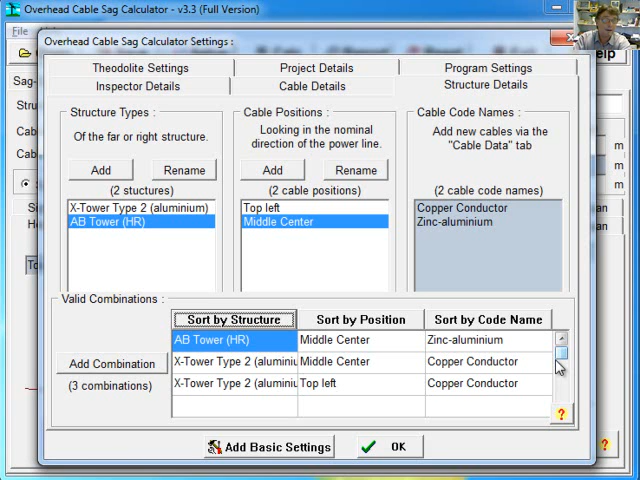 Overhead Cable Sag Calculator - v3.3 (Full Version)
File
Overhead Cable Sag Calculator Settings :
Theodolite Settings
Project Details
Program Settings
Inspector Details
Cable Details
Structure Details
Structure Types
Of the far or right structure.
Add
Rename
(2 stuctures)
X-Tower Type 2 (aluminium)
AB Tower (HR)
Cable Positions
Looking in the nominal
direction of the power line.
Add
Rename
(2 cable positions)
Top left
Middle Center
Cable Code Names
Add new cables via the
"Cable Data" tab
(2 cable code names)
Copper Conductor
Zinc-aluminium
Valid Combinations :
Add Combination
(3 combinations)
Sort by Structure
Sort by Position
Sort by Code Name
AB Tower (HR)
Middle Center
Zinc-aluminium
X-Tower Type 2 (aluminiu
Middle Center
Copper Conductor
X-Tower Type 2 (aluminiu
Top left
Copper Conductor
?
Add Basic Settings
OK
Sag-
Stru
Cab
Cab
m
m
?